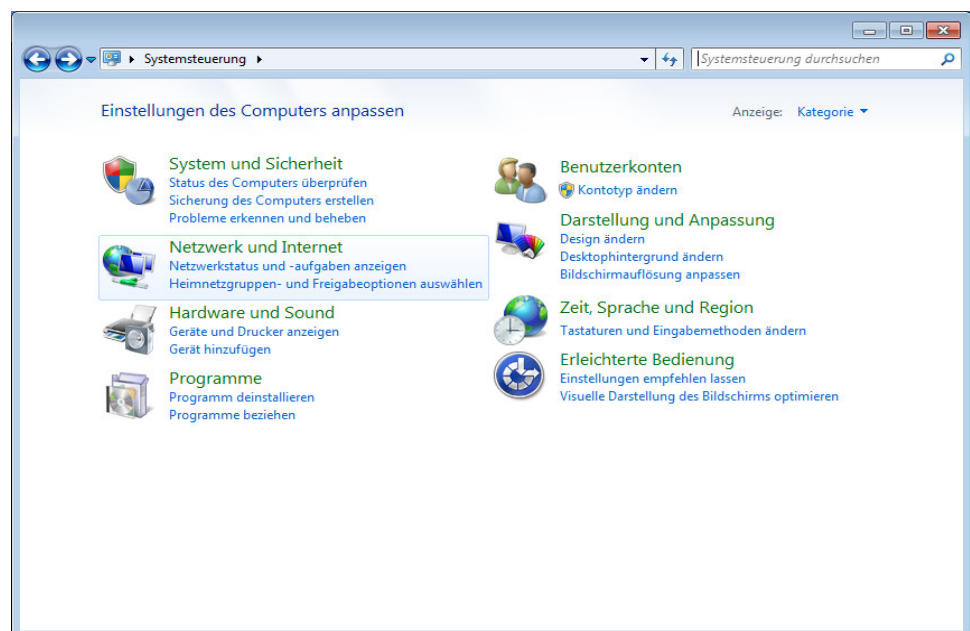 Systemsteuerung
Systemsteuerung durchsuchen
Einstellungen des Computers anpassen
Anzeige: Kategorie
System und Sicherheit
Status des Computers überprüfen
Sicherung des Computers erstellen
Probleme erkennen und beheben
Netzwerk und Internet
Netzwerkstatus und -aufgaben anzeigen
Heimnetzgruppen- und Freigabeoptionen auswählen
Hardware und Sound
Geräte und Drucker anzeigen
Gerät hinzufügen
Programme
Programm deinstallieren
Programme beziehen
Benutzerkonten
Kontotyp ändern
Darstellung und Anpassung
Design ändern
Desktophintergrund ändern
Bildschirmauflösung anpassen
Zeit, Sprache und Region
Tastaturen und Eingabemethoden ändern
Erleichterte Bedienung
Einstellungen empfehlen lassen
Visuelle Darstellung des Bildschirms optimieren